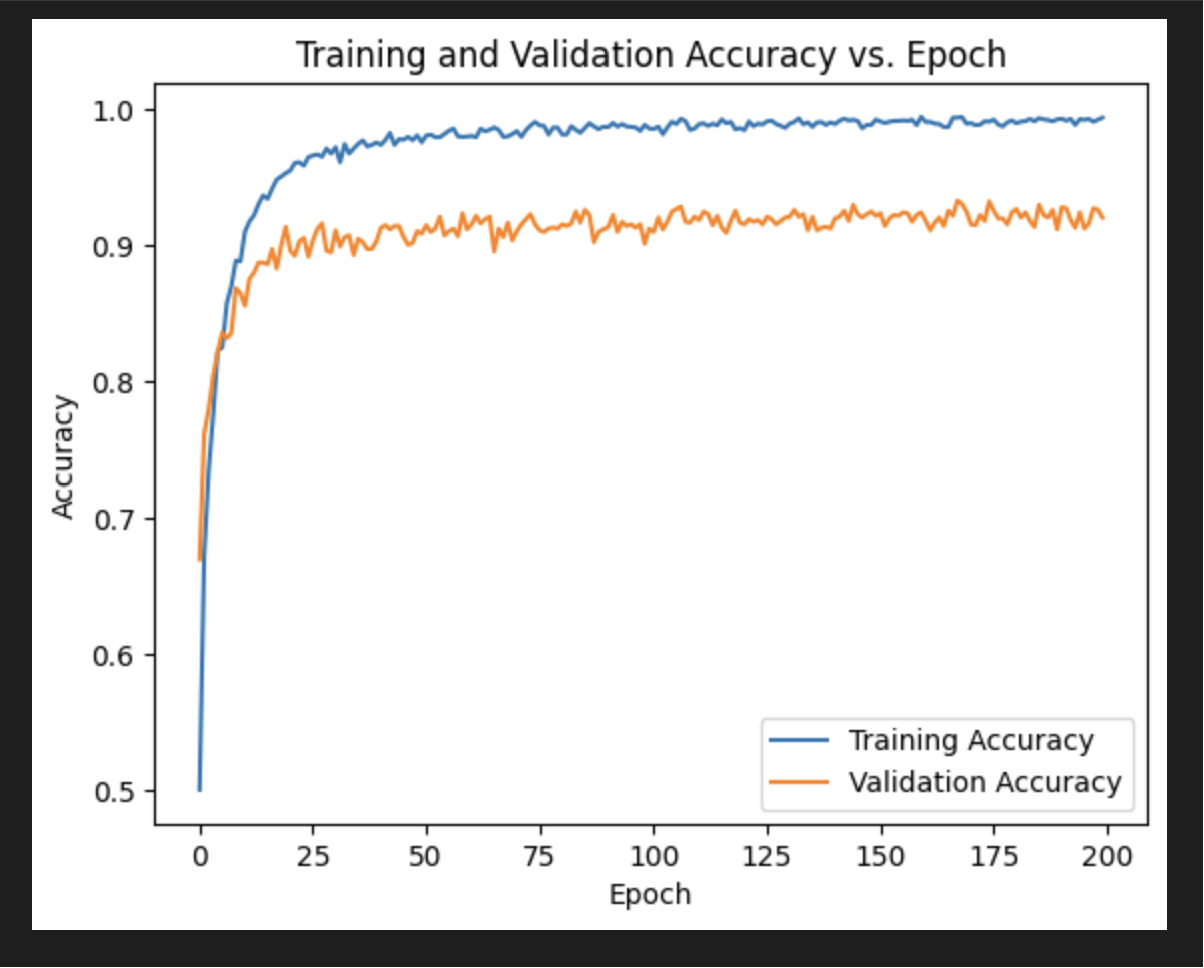 Training and Validation Accuracy vs. Epoch
1.0
0.9
0.8
0.7
0.6
0.5
Accuracy
Training Accuracy
Validation Accuracy
0 25 50 75 100 125 150 175 200
Epoch